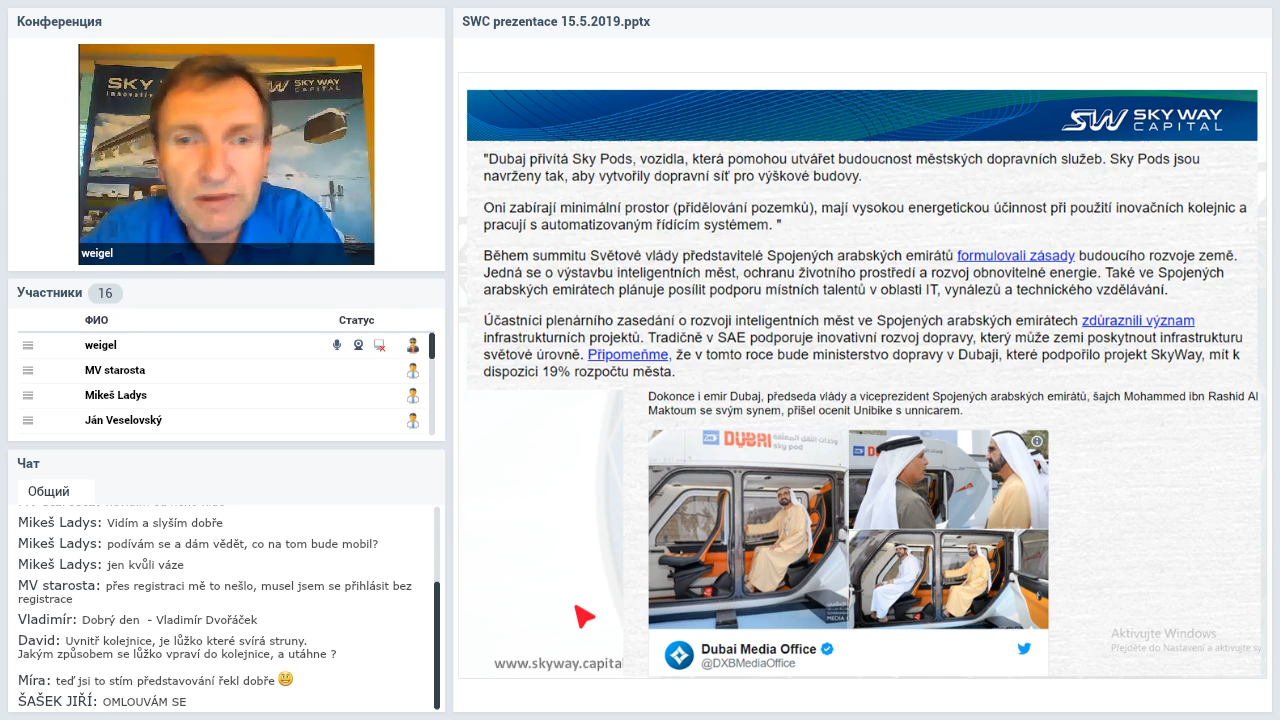 Конференция
SKY
innovativ
SKY WAY
CAPITAL
weigel
Участники 16
ФИО Статус
weigel
MV starosta
Mikeš Ladys
Ján Veselovský
Чат
Общий
Mikeš Ladys: Vidím a slyším dobře
Mikeš Ladys: podívám se a dám vědět, co na tom bude mobil?
Mikeš Ladys: jen kvůli váze
MV starosta: přes registraci mě to nešlo, musel jsem se přihlásit bez
registrace
Vladimír: Dobrý den - Vladimír Dvořáček
David: Uvnitř kolejnice, je lůžko které svírá struny.
Jakým způsobem se lůžko vpraví do kolejnice, a utáhne ?
Míra: teď jsi to stím představování řekl dobře
ŠAŠEK JIŘÍ: OMLOUVÁM SE
SWC prezentace 15.5.2019.pptx
SW SKY WAY
CAPITAL
"Dubaj přivítá Sky Pods, vozidla, která pomohou utvářet budoucnost městských dopravních služeb. Sky Pods jsou
navrženy tak, aby vytvořily dopravní síť pro výškové budovy.
Oni zabírají minimální prostor (přidělování pozemků), mají vysokou energetickou účinnost při použití inovačních kolejnic a
pracují s automatizovaným řídícím systémem. "
Během summitu Světové vlády představitelé Spojených arabských emirátů formulovali zásady budoucího rozvoje země.
Jedná se o výstavbu inteligentních měst, ochranu životního prostředí a rozvoj obnovitelné energie. Také ve Spojených
arabských emirátech plánuje posílit podporu místních talentů v oblasti IT, vynálezů a technického vzdělávání.
Účastníci plenárního zasedání o rozvoji inteligentních měst ve Spojených arabských emirátech zdůraznili význam
infrastrukturních projektů. Tradičně v SAE podporuje inovativní rozvoj dopravy, který může zemi poskytnout infrastrukturu
světové úrovně. Připomeňme, že v tomto roce bude ministerstvo dopravy v Dubaji, které podpořilo projekt SkyWay, mít k
dispozici 19% rozpočtu města.
Dokonce i emir Dubaj, předseda vlády a viceprezident Spojených arabských emirátů, šajch Mohammed ibn Rashid Al
Maktoum se svým synem, přišel ocenit Unibike s unnicarem.
DUBAI
sky pod
Dubai Media Office
@DXBMediaOffice
www.skyway.capita
Aktivujte Windows
Přejděte do Nastavení a aktivujte sy